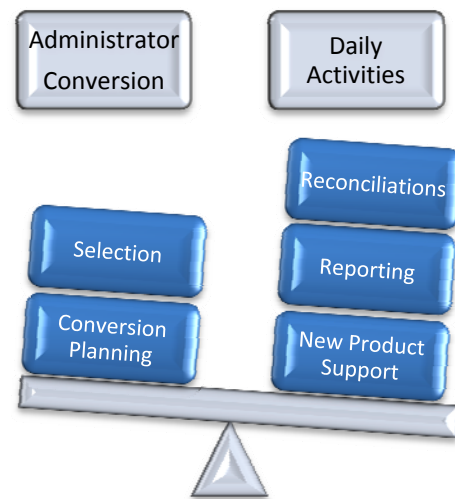 Administrator
Conversion
Daily
Activities
Reconciliations
Selection
Reporting
Conversion
Planning
New Product
Support